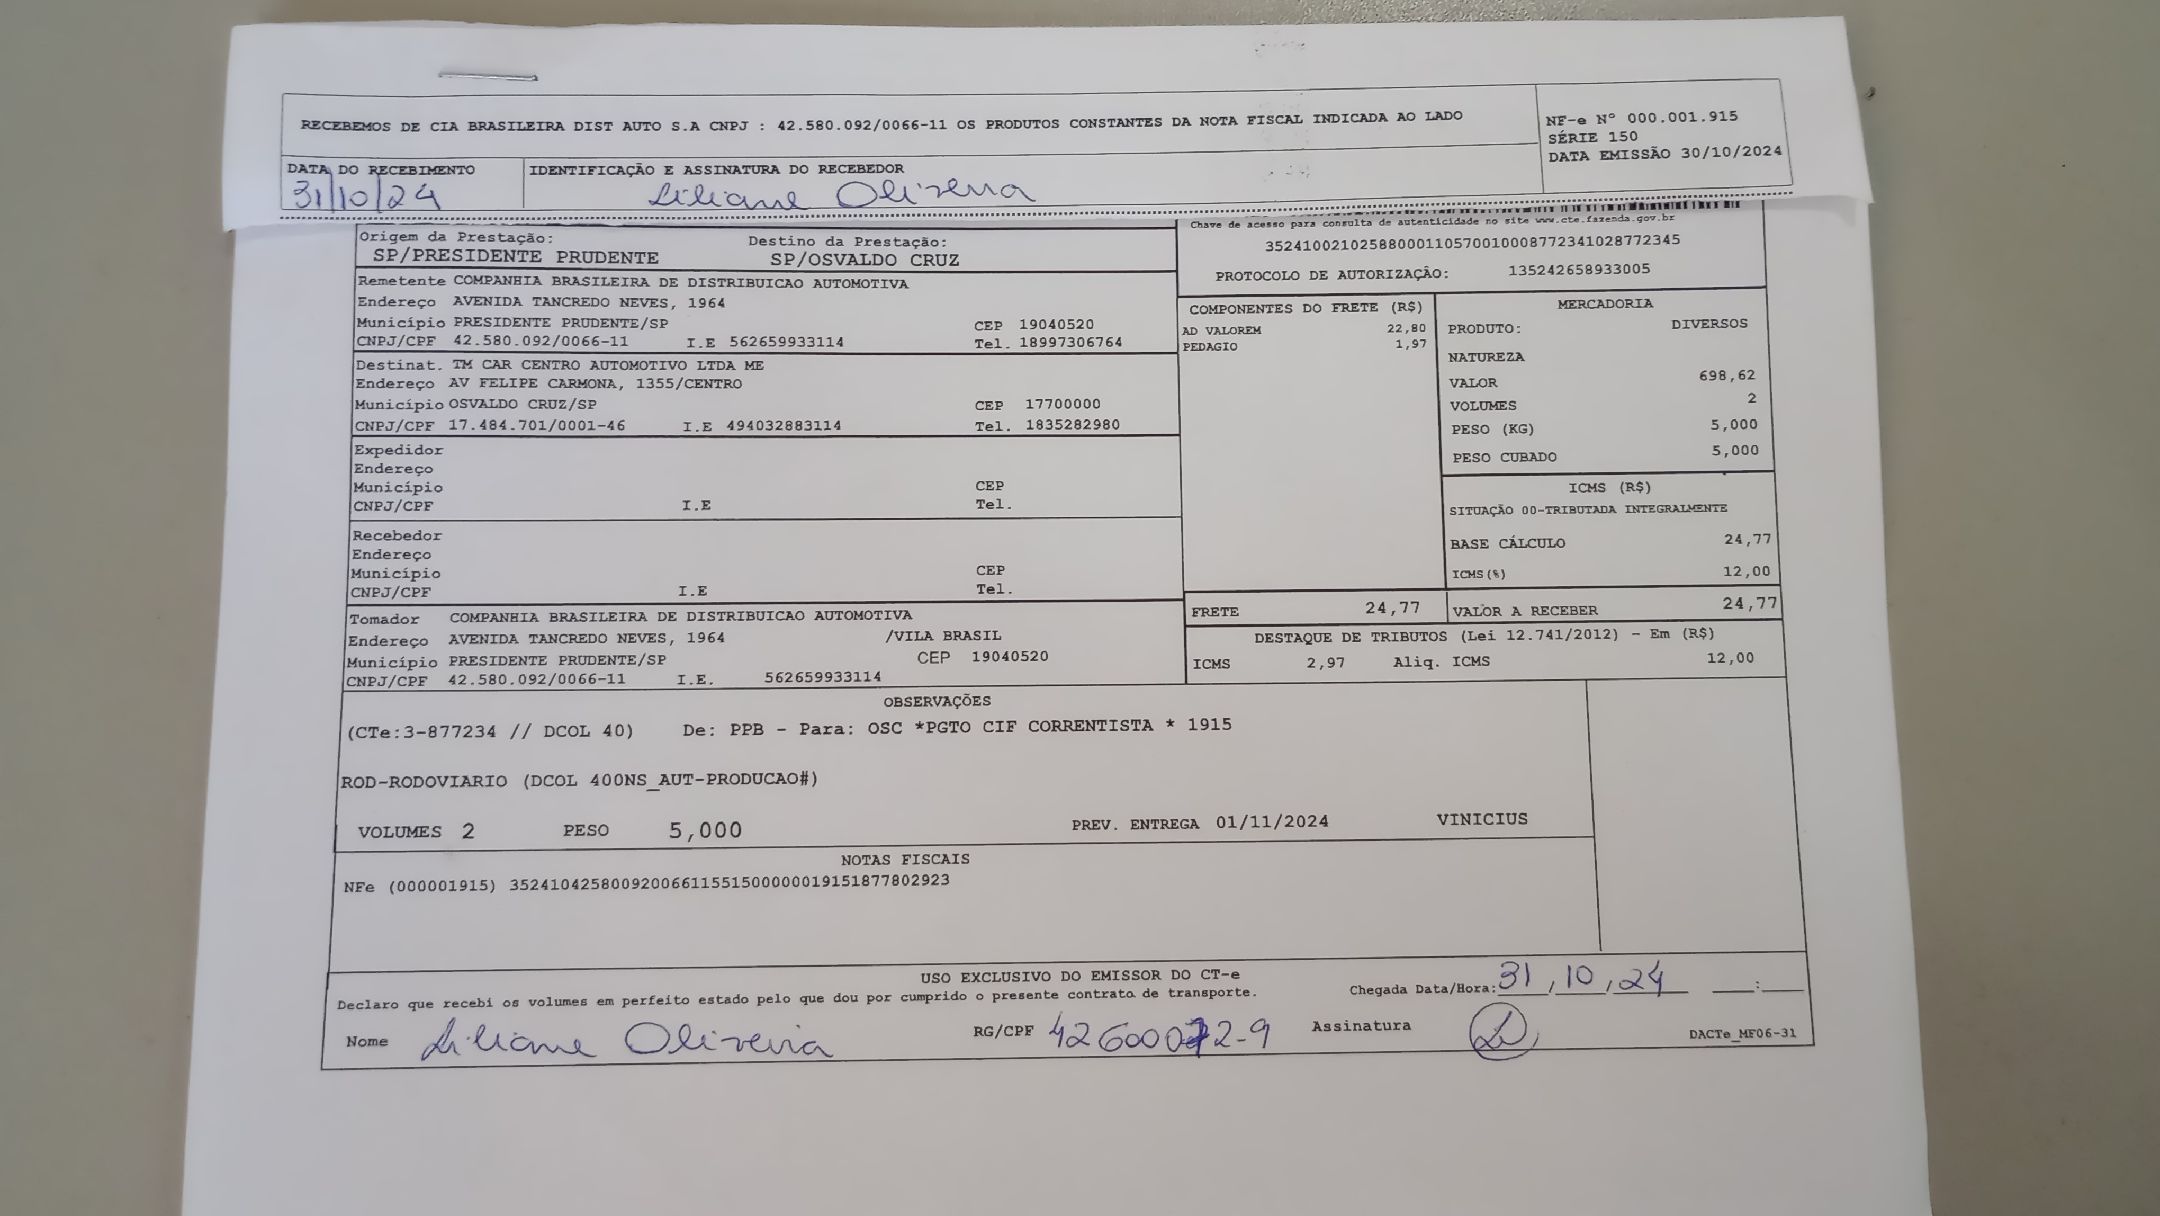 RECEBEMOS DE CIA BRASILEIRA DIST AUTO S.A CNPJ : 42.580.092/0066-11 OS PRODUTOS CONSTANTES DA NOTA FISCAL INDICADA AO LADO
NF-e N° 000.001.915
SÉRIE 150
DATA EMISSÃO 30/10/2024
DATA DO RECEBIMENTO
31/10/24
IDENTIFICAÇÃO E ASSINATURA DO RECEBEDOR
Liliane Oliveira
Chave de acesso para consulta de autenticidade no site www.cte.fazenda.gov.br
35241002102588000110570010008772341028772345
PROTOCOLO DE AUTORIZAÇÃO: 135242658933005
Origem da Prestação: Destino da Prestação:
SP/PRESIDENTE PRUDENTE SP/OSVALDO CRUZ
Remetente COMPANHIA BRASILEIRA DE DISTRIBUICAO AUTOMOTIVA
Endereço AVENIDA TANCREDO NEVES, 1964
Município PRESIDENTE PRUDENTE/SP CEP 19040520
CNPJ/CPF 42.580.092/0066-11 I.E 562659933114 Tel. 18997306764
Destinat. TM CAR CENTRO AUTOMOTIVO LTDA ME
Endereço AV FELIPE CARMONA, 1355/CENTRO
Município OSVALDO CRUZ/SP CEP 17700000
CNPJ/CPF 17.484.701/0001-46 I.E 494032883114 Tel. 1835282980
Expedidor
Endereço
Município CEP
CNPJ/CPF I.E Tel.
Recebedor
Endereço
Município CEP
CNPJ/CPF I.E Tel.
Tomador COMPANHIA BRASILEIRA DE DISTRIBUICAO AUTOMOTIVA
Endereço AVENIDA TANCREDO NEVES, 1964 /VILA BRASIL
Município PRESIDENTE PRUDENTE/SP CEP 19040520
CNPJ/CPF 42.580.092/0066-11 I.E. 562659933114
COMPONENTES DO FRETE (R$)
AD VALOREM 22,80
PEDAGIO 1,97
MERCADORIA
PRODUTO: DIVERSOS
NATUREZA
VALOR 698,62
VOLUMES 2
PESO (KG) 5,000
PESO CUBADO 5,000
ICMS (R$)
SITUAÇÃO 00-TRIBUTADA INTEGRALMENTE
BASE CÁLCULO 24,77
ICMS(%) 12,00
FRETE 24,77 VALOR A RECEBER 24,77
DESTAQUE DE TRIBUTOS (Lei 12.741/2012) - Em (R$)
ICMS 2,97 Aliq. ICMS 12,00
OBSERVAÇÕES
(CTe:3-877234 // DCOL 40) De: PPB - Para: OSC *PGTO CIF CORRENTISTA * 1915
ROD-RODOVIARIO (DCOL 400NS_AUT-PRODUCAO#)
VOLUMES 2 PESO 5,000 PREV. ENTREGA 01/11/2024 VINICIUS
NOTAS FISCAIS
NFe (000001915) 35241042580092006611551500000019151877802923
USO EXCLUSIVO DO EMISSOR DO CT-e
Declaro que recebi os volumes em perfeito estado pelo que dou por cumprido o presente contrato de transporte. Chegada Data/Hora: 31,10,24 __:__
Nome Liliane Oliveira RG/CPF Assinatura DACTe_MF06-31